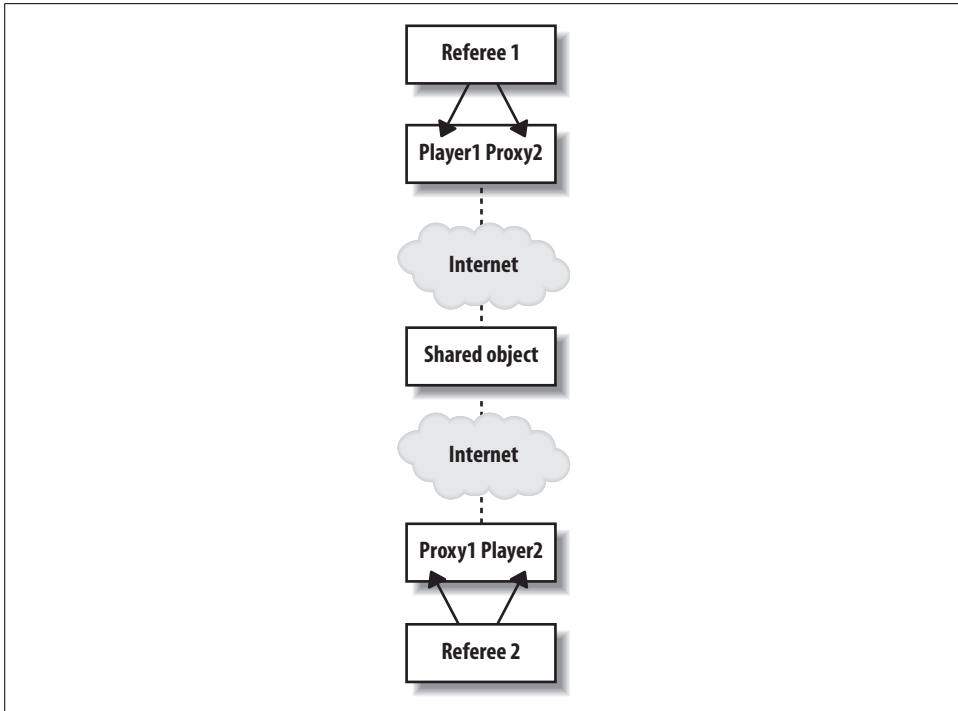 Referee 1
Player1 Proxy2
Internet
Shared object
Internet
Proxy1 Player2
Referee 2